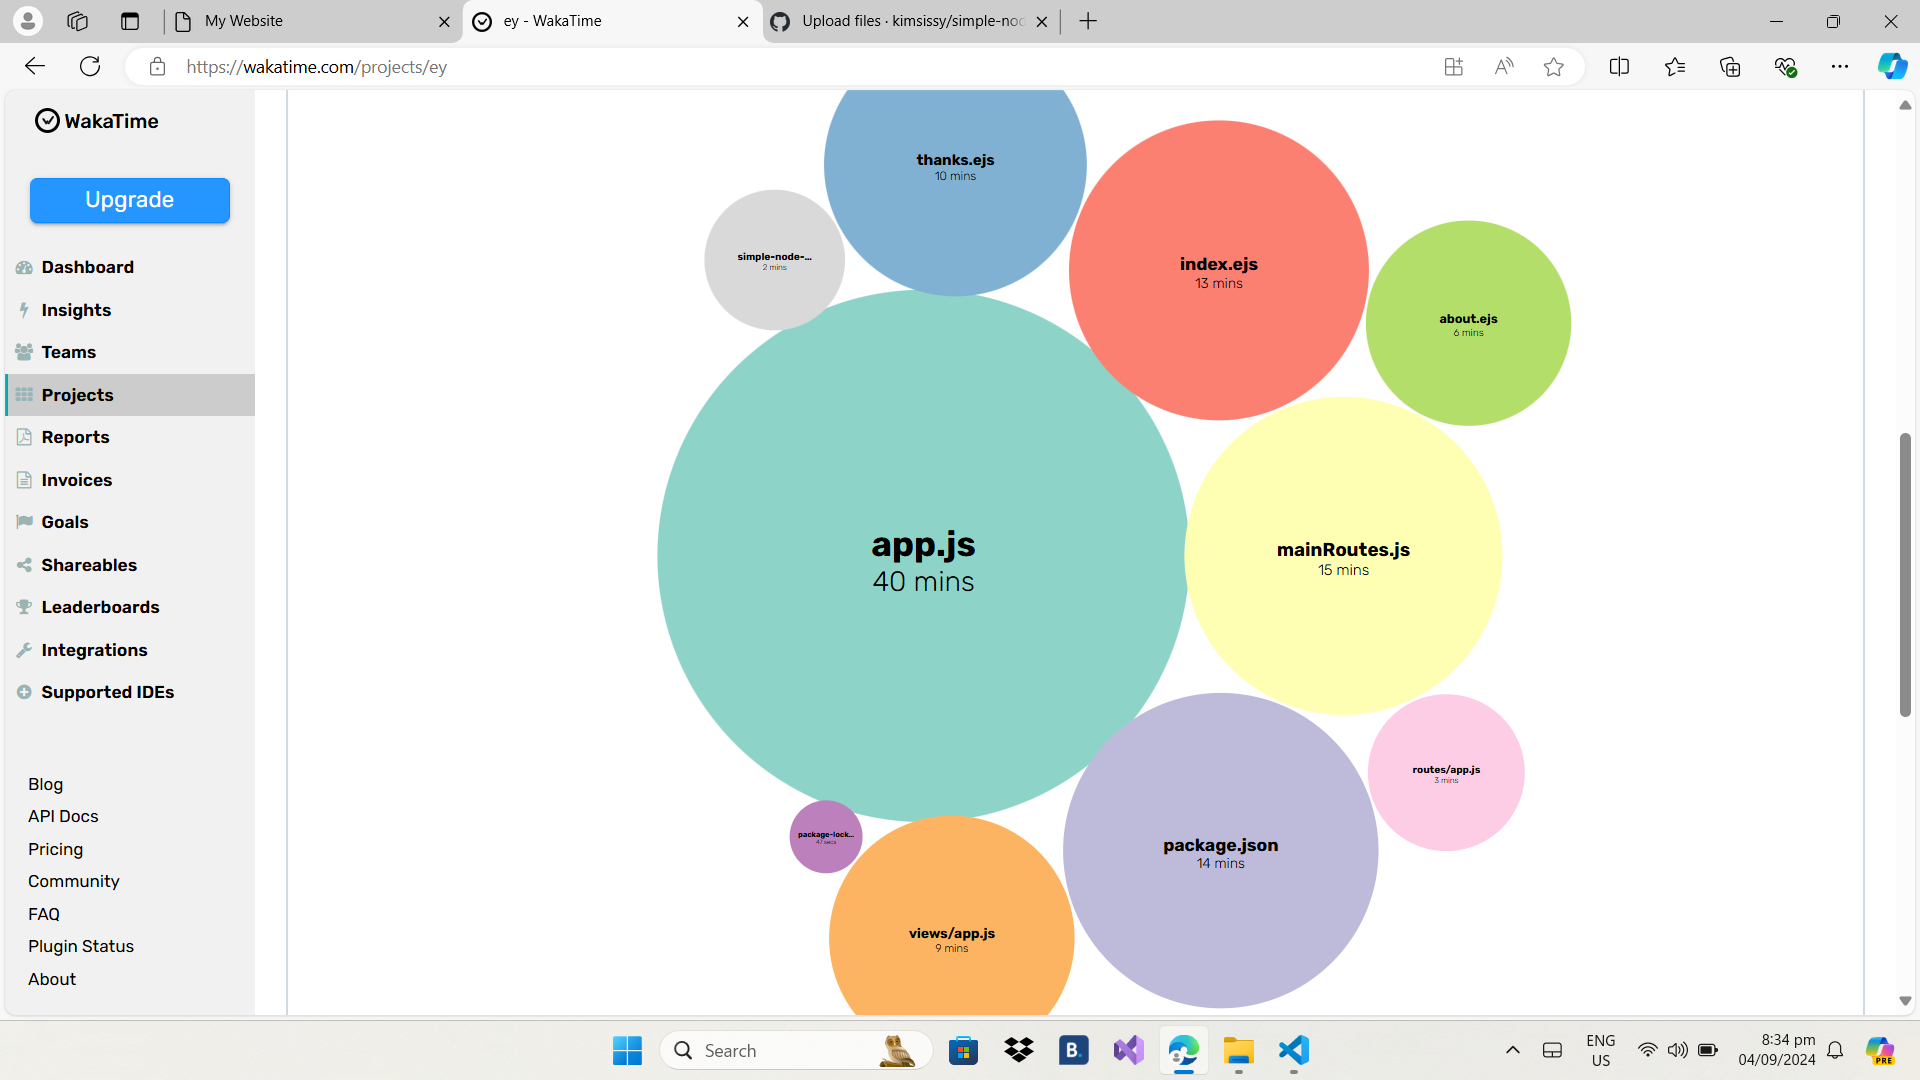 My Website
ey - WakaTime
Upload files · kimsissy/simple-noc
https://wakatime.com/projects/ey
WakaTime
Upgrade
Dashboard
Insights
Teams
Projects
Reports
Invoices
Goals
Shareables
Leaderboards
Integrations
Supported IDEs
Blog
API Docs
Pricing
Community
FAQ
Plugin Status
About
thanks.ejs
10 mins
simple-node-...
2 mins
index.ejs
13 mins
about.ejs
6 mins
app.js
40 mins
mainRoutes.js
15 mins
routes/app.js
3 mins
package-lock...
47 secs
package.json
14 mins
views/app.js
9 mins
Search
B.
ENG
US
8:34 pm
04/09/2024
PRE